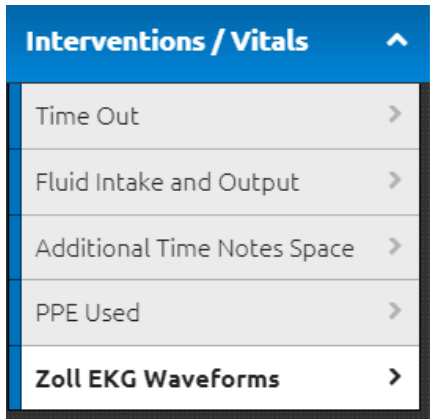 Interventions / Vitals
Time Out
Fluid Intake and Output
Additional Time Notes Space
PPE Used
Zoll EKG Waveforms